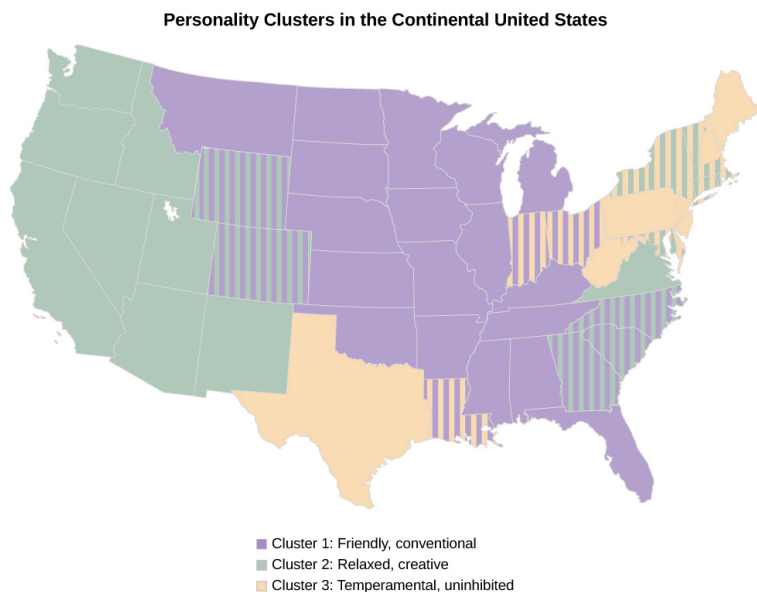 Personality Clusters in the Continental United States
Cluster 1: Friendly, conventional
Cluster 2: Relaxed, creative
Cluster 3: Temperamental, uninhibited